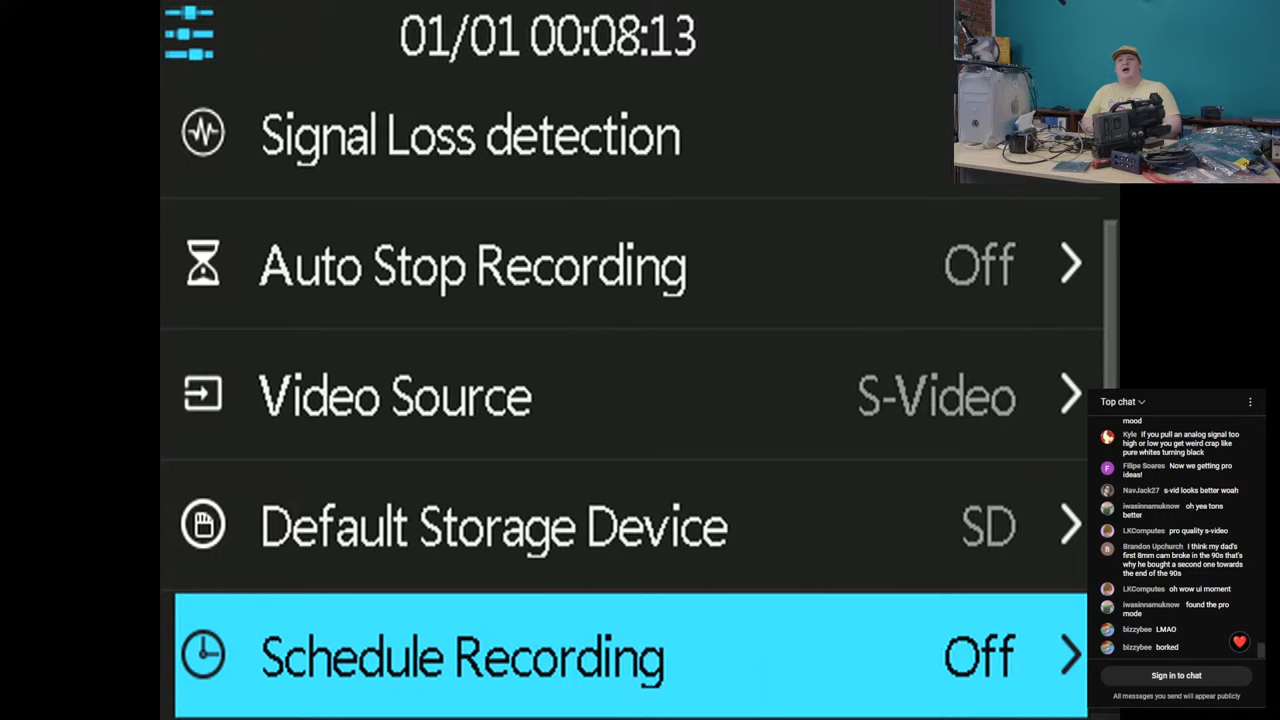 01/01 00:08:13
Signal Loss detection
Auto Stop Recording Off
Video Source S-Video
Default Storage Device SD
Schedule Recording Off
Top chat
mood
Kyle If you pull an analog signal too
high or low you get weird crap like
pure whites turning black
Filipe Soares Now we getting pro
ideas!
NavJack27 s-vid looks better woah
iwasinnamuknow oh yea tons
better
LKComputes pro quality s-video
Brandon Upchurch I think my dad's
first 8mm cam broke in the 90s that's
why he bought a second one towards
the end of the 90s
LKComputes oh wow ui moment
iwasinnamuknow found the pro
mode
bizzybee LMAO
bizzybee borked
Sign in to chat
All messages you send will appear publicly